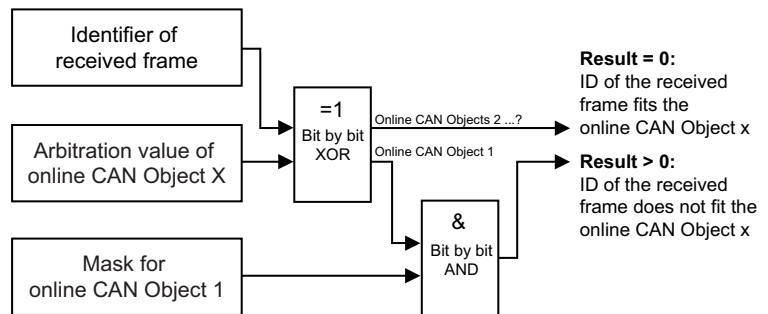 Identifier of
received frame
Arbitration value of
online CAN Object X
Mask for
online CAN Object 1
=1
Bit by bit
XOR
Online CAN Objects 2 ...?
Online CAN Object 1
&
Bit by bit
AND
Result = 0:
ID of the received
frame fits the
online CAN Object x
Result > 0:
ID of the received
frame does not fit the
online CAN Object x